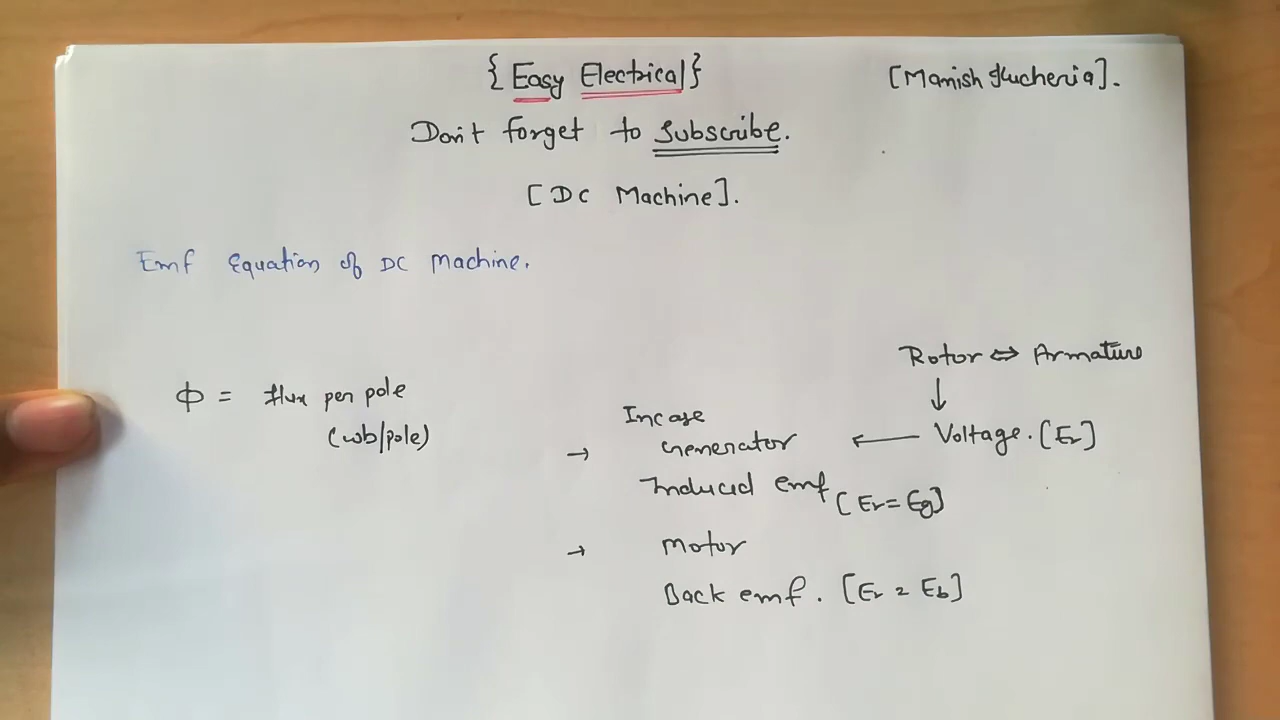 {Easy Electrical}
[Manish Kucheria].
Don't forget to Subscribe.
[DC Machine].
Emf Equation of DC Machine.
Rotor ⇔ Armature
↓
Voltage. [Er]
ϕ = flux per pole
(wb/pole)
Incase
→ Generator ←
Induced emf [Er = Eg]
→ Motor
Back emf. [Er = Eb]